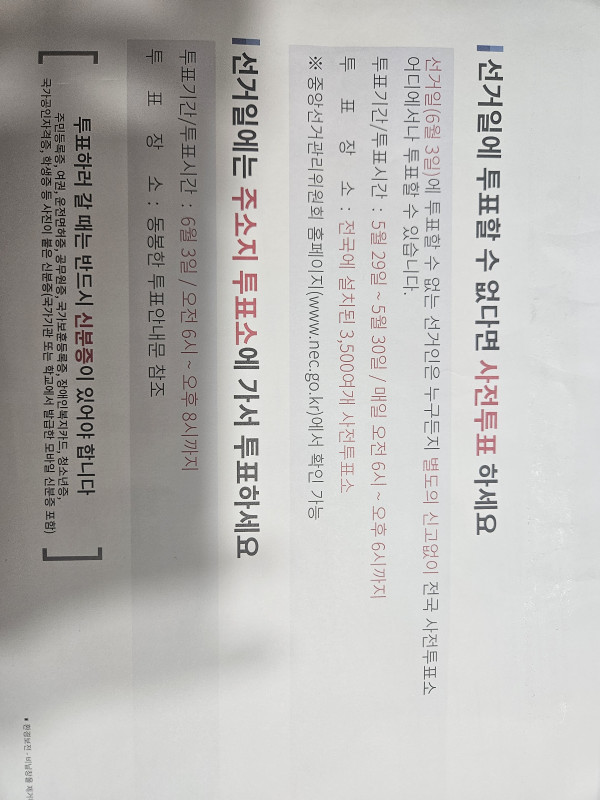 선거일에 투표할 수 없다면 사전투표 하세요
선거일(6월 3일)에 투표할 수 없는 선거인은 누구든지 별도의 신고없이 전국 사전투표소
어디에서나 투표할 수 있습니다.
투표기간/투표시간 : 5월 29일 ~ 5월 30일 / 매일 오전 6시 ~ 오후 6시까지
투 표 장 소 : 전국에 설치된 3,500여개 사전투표소
※ 중앙선거관리위원회 홈페이지(www.nec.go.kr)에서 확인 가능
선거일에는 주소지 투표소에 가서 투표하세요
투표기간/투표시간 : 6월 3일 / 오전 6시 ~ 오후 8시까지
투 표 장 소 : 동봉한 투표안내문 참조
투표하러 갈 때는 반드시 신분증이 있어야 합니다
주민등록증, 여권, 운전면허증, 공무원증, 국가보훈등록증, 장애인복지카드, 청소년증,
국가공인자격증, 학생증 등 사진이 붙은 신분증(국가기관 또는 학교에서 발급한 모바일 신분증 포함)
* 환경보전 - 비닐창을